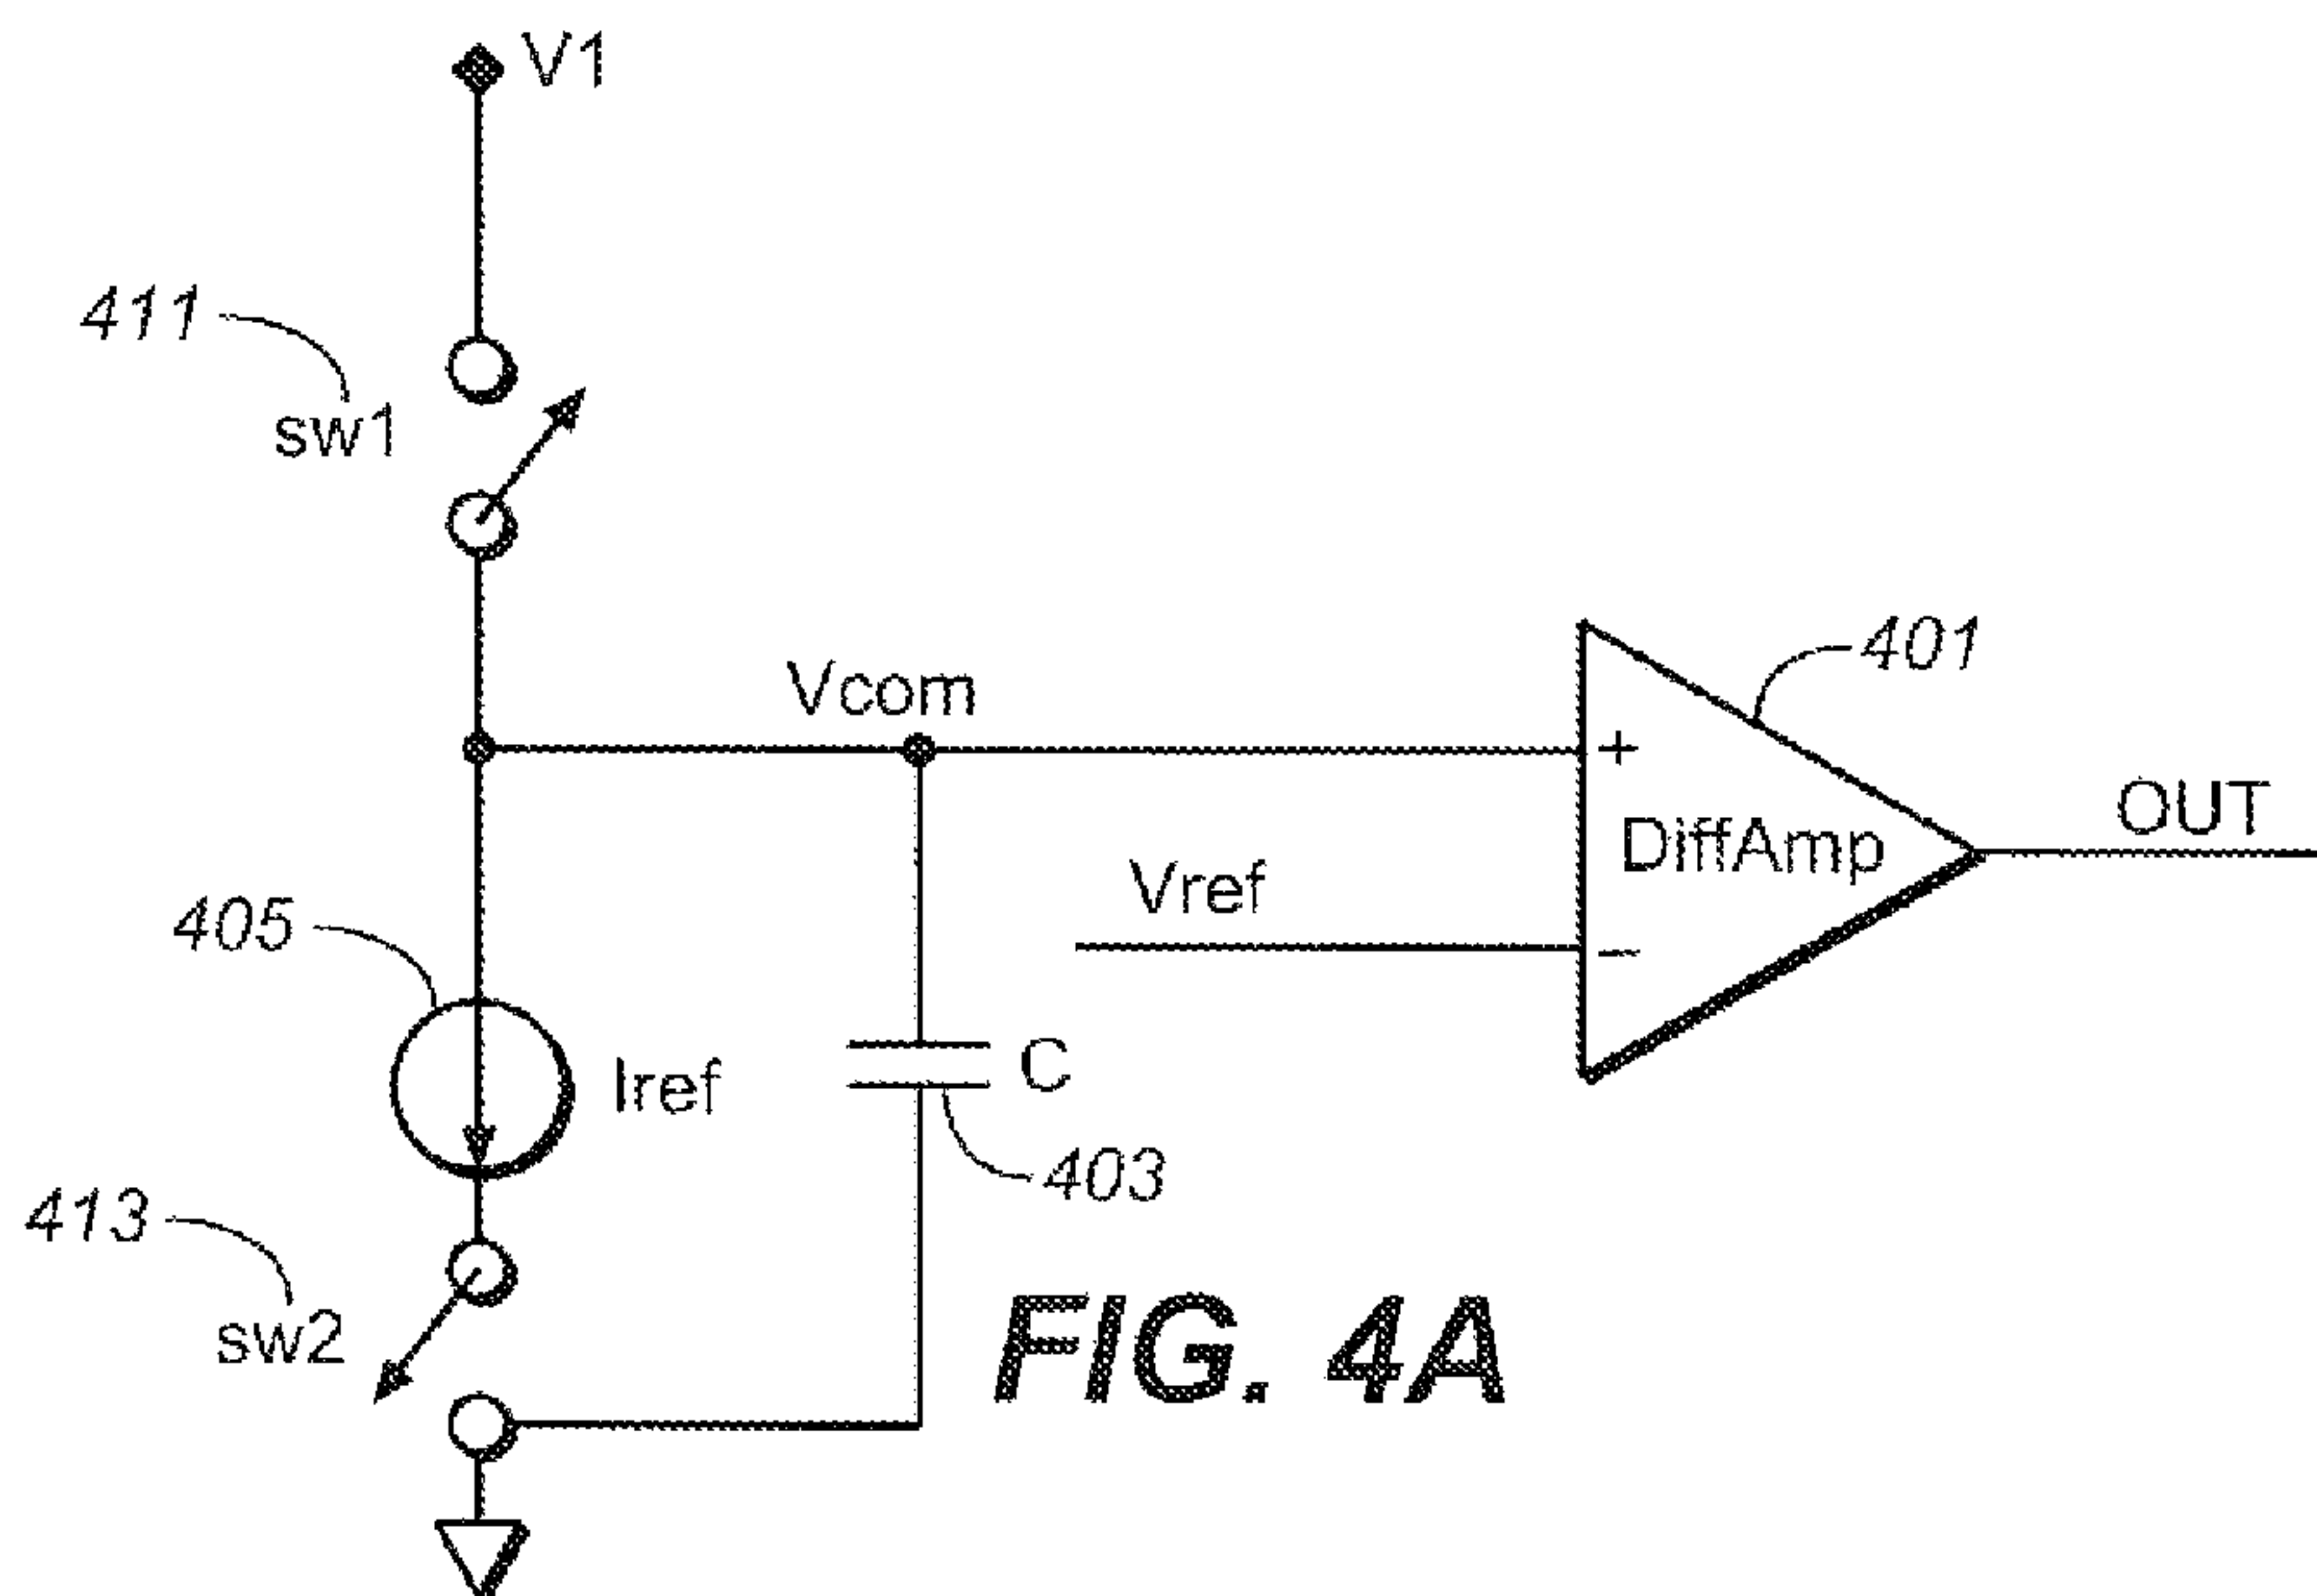 V1
411
sw1
Vcom
401
+
DiffAmp
OUT
Vref
−
405
Iref
C
403
413
sw2
FIG. 4A